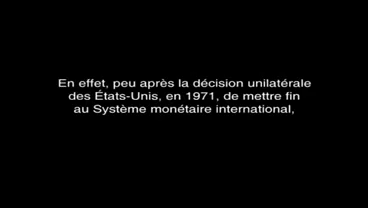 En effet, peu après la décision unilatérale
des États-Unis, en 1971, de mettre fin
au Système monétaire international,